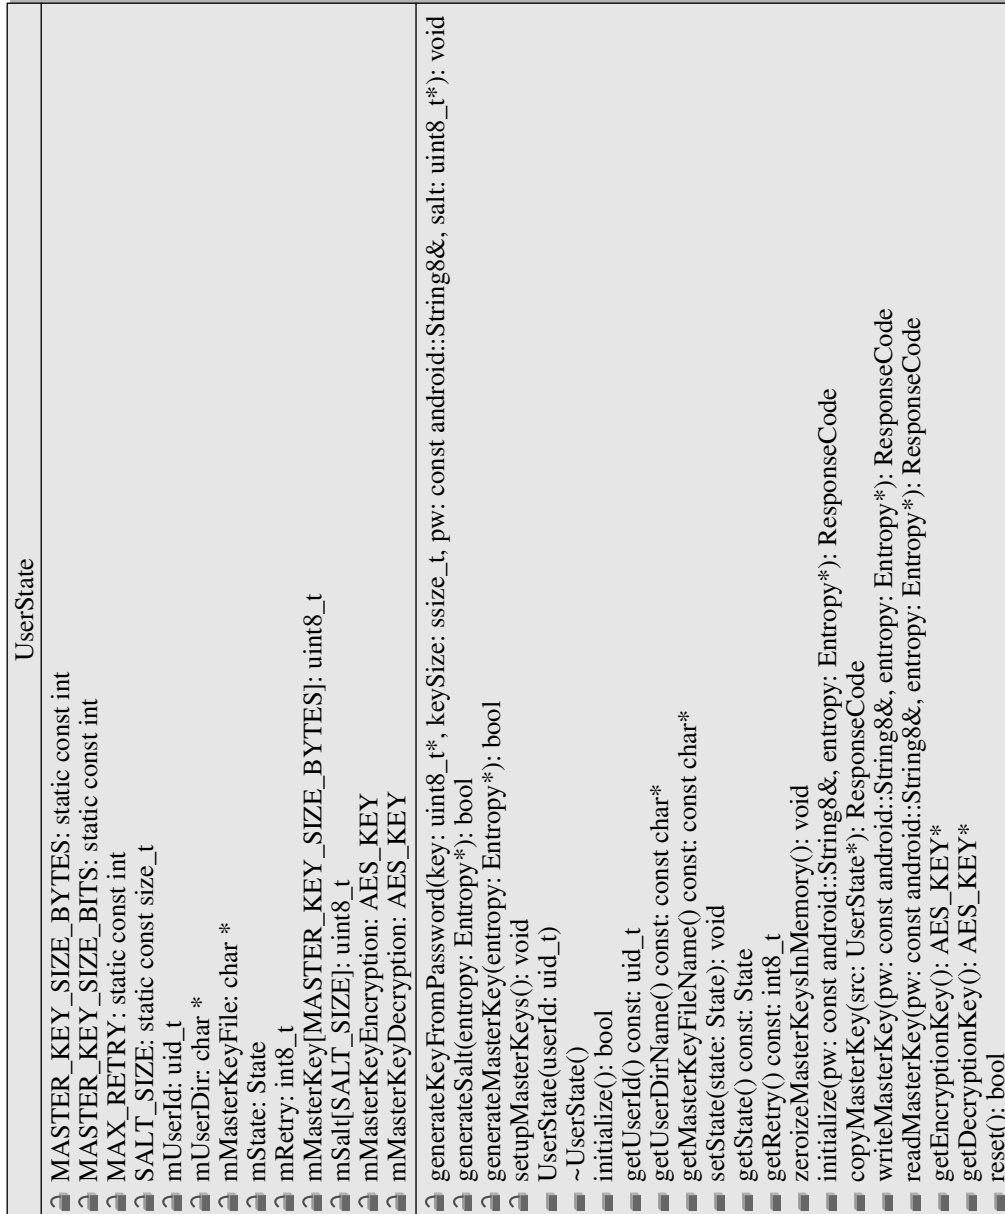 UserState
MASTER_KEY_SIZE_BYTES: static const int
MASTER_KEY_SIZE_BITS: static const int
MAX_RETRY: static const int
SALT_SIZE: static const size_t
mUserId: uid_t
mUserDir: char *
mMasterKeyFile: char *
mState: State
mRetry: int8_t
mMasterKey[MASTER_KEY_SIZE_BYTES]: uint8_t
mSalt[SALT_SIZE]: uint8_t
mMasterKeyEncryption: AES_KEY
mMasterKeyDecryption: AES_KEY
generateKeyFromPassword(key: uint8_t*, keySize: ssize_t, pw: const android::String8&, salt: uint8_t*): void
generateSalt(entropy: Entropy*): bool
generateMasterKey(entropy: Entropy*): bool
setupMasterKeys(): void
UserState(userId: uid_t)
~UserState()
initialize(): bool
getUserId() const: uid_t
getUserDirName() const: const char*
getMasterKeyFileName() const: const char*
setState(state: State): void
getState() const: State
getRetry() const: int8_t
zeroizeMasterKeysInMemory(): void
initialize(pw: const android::String8&, entropy: Entropy*): ResponseCode
copyMasterKey(src: UserState*): ResponseCode
writeMasterKey(pw: const android::String8&, entropy: Entropy*): ResponseCode
readMasterKey(pw: const android::String8&, entropy: Entropy*): ResponseCode
getEncryptionKey(): AES_KEY*
getDecryptionKey(): AES_KEY*
reset(): bool